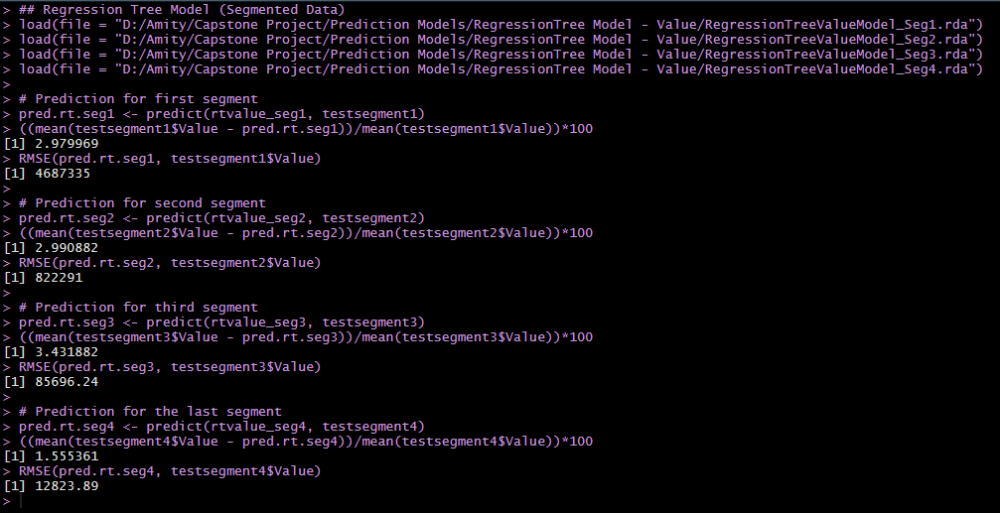 > ## Regression Tree Model (Segmented Data)
> load(file = "D:/Amity/Capstone Project/Prediction Models/RegressionTree Model - Value/RegressionTreeValueModel_Seg1.rda")
> load(file = "D:/Amity/Capstone Project/Prediction Models/RegressionTree Model - Value/RegressionTreeValueModel_Seg2.rda")
> load(file = "D:/Amity/Capstone Project/Prediction Models/RegressionTree Model - Value/RegressionTreeValueModel_Seg3.rda")
> load(file = "D:/Amity/Capstone Project/Prediction Models/RegressionTree Model - Value/RegressionTreeValueModel_Seg4.rda")
>
> # Prediction for first segment
> pred.rt.seg1 <- predict(rtvalue_seg1, testsegment1)
> ((mean(testsegment1$Value - pred.rt.seg1))/mean(testsegment1$Value))*100
[1] 2.979969
> RMSE(pred.rt.seg1, testsegment1$Value)
[1] 4687335
>
> # Prediction for second segment
> pred.rt.seg2 <- predict(rtvalue_seg2, testsegment2)
> ((mean(testsegment2$Value - pred.rt.seg2))/mean(testsegment2$Value))*100
[1] 2.990882
> RMSE(pred.rt.seg2, testsegment2$Value)
[1] 822291
>
> # Prediction for third segment
> pred.rt.seg3 <- predict(rtvalue_seg3, testsegment3)
> ((mean(testsegment3$Value - pred.rt.seg3))/mean(testsegment3$Value))*100
[1] 3.431882
> RMSE(pred.rt.seg3, testsegment3$Value)
[1] 85696.24
>
> # Prediction for the last segment
> pred.rt.seg4 <- predict(rtvalue_seg4, testsegment4)
> ((mean(testsegment4$Value - pred.rt.seg4))/mean(testsegment4$Value))*100
[1] 1.555361
> RMSE(pred.rt.seg4, testsegment4$Value)
[1] 12823.89
>